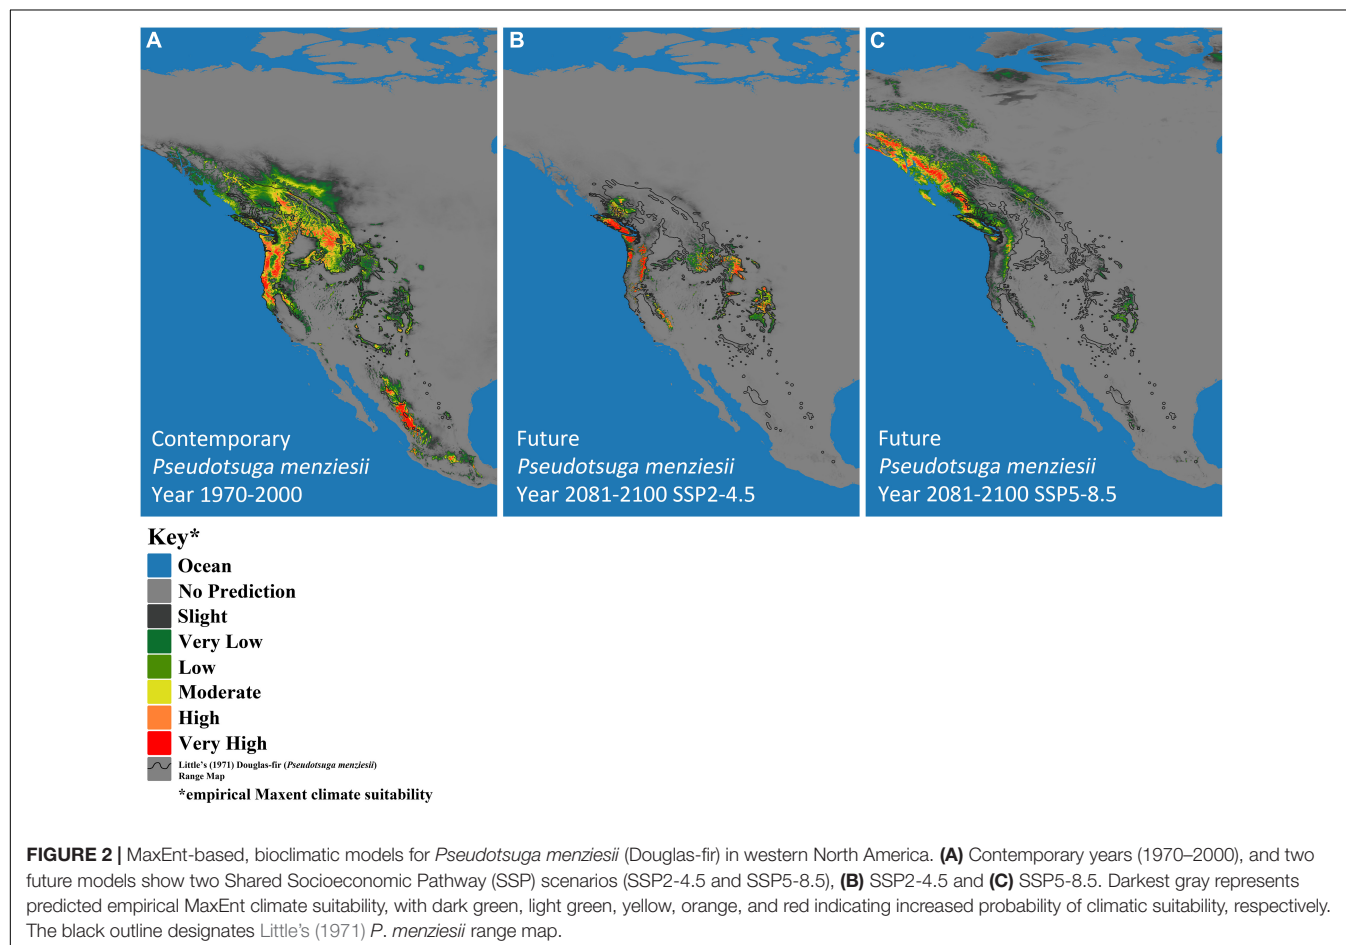 A
B
C
Contemporary
Pseudotsuga menziesii
Year 1970-2000
Future
Pseudotsuga menziesii
Year 2081-2100 SSP2-4.5
Future
Pseudotsuga menziesii
Year 2081-2100 SSP5-8.5
Key*
Ocean
No Prediction
Slight
Very Low
Low
Moderate
High
Very High
Little's (1971) Douglas-fir (Pseudotsuga menziesii)
Range Map
*empirical Maxent climate suitability
FIGURE 2 | MaxEnt-based, bioclimatic models for Pseudotsuga menziesii (Douglas-fir) in western North America. (A) Contemporary years (1970–2000), and two
future models show two Shared Socioeconomic Pathway (SSP) scenarios (SSP2-4.5 and SSP5-8.5), (B) SSP2-4.5 and (C) SSP5-8.5. Darkest gray represents
predicted empirical MaxEnt climate suitability, with dark green, light green, yellow, orange, and red indicating increased probability of climatic suitability, respectively.
The black outline designates Little's (1971) P. menziesii range map.